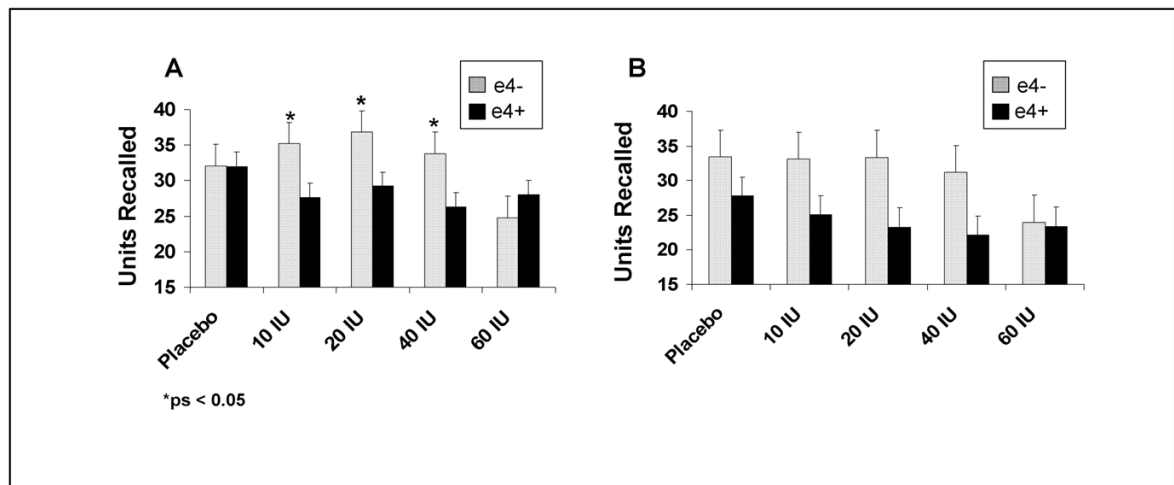 A
e4-
e4+
Units Recalled
40
35
30
25
20
15
*
*
*
Placebo
10 IU
20 IU
40 IU
60 IU
*ps < 0.05
B
e4-
e4+
Units Recalled
40
35
30
25
20
15
Placebo
10 IU
20 IU
40 IU
60 IU